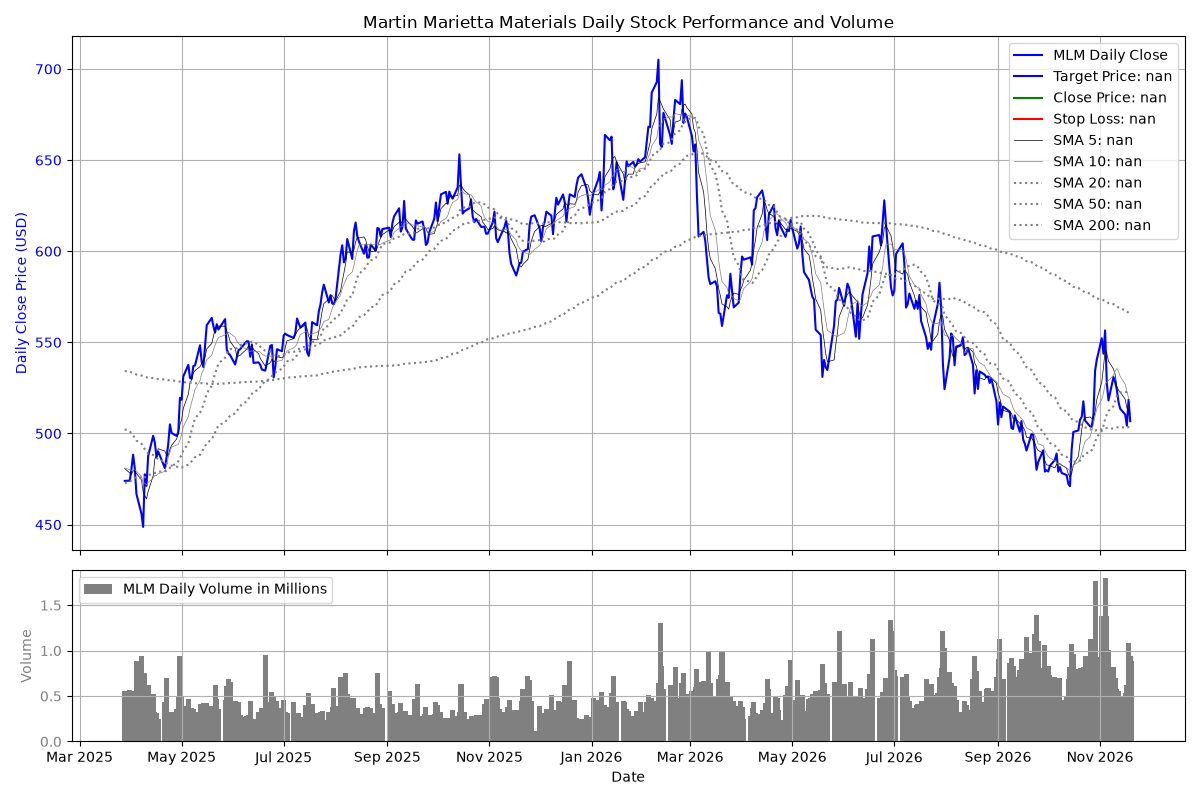 Martin Marietta Materials Daily Stock Performance and Volume
Daily Close Price (USD)
700
650
600
550
500
450
MLM Daily Close
Target Price: nan
Close Price: nan
Stop Loss: nan
SMA 5: nan
SMA 10: nan
SMA 20: nan
SMA 50: nan
SMA 200: nan
MLM Daily Volume in Millions
Volume
1.5
1.0
0.5
0.0
Mar 2025 May 2025 Jul 2025 Sep 2025 Nov 2025 Jan 2026 Mar 2026 May 2026 Jul 2026 Sep 2026 Nov 2026
Date